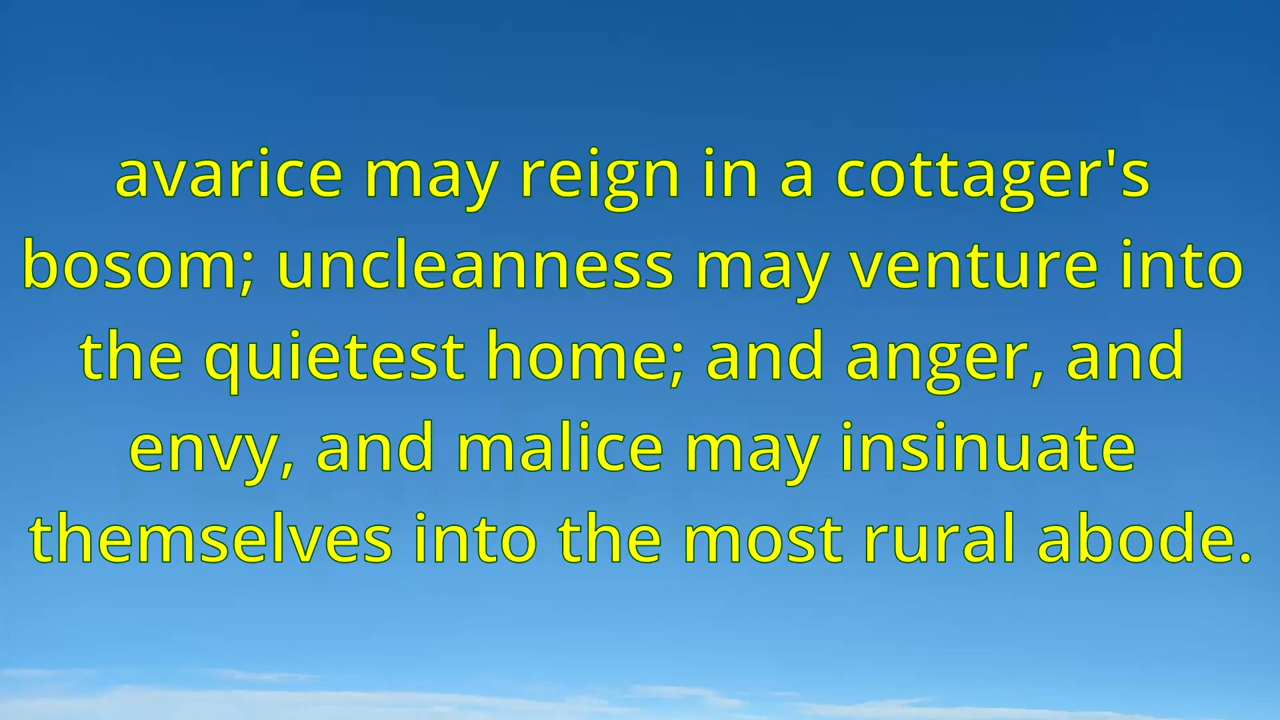 avarice may reign in a cottager's
bosom; uncleanness may venture into
the quietest home; and anger, and
envy, and malice may insinuate
themselves into the most rural abode.